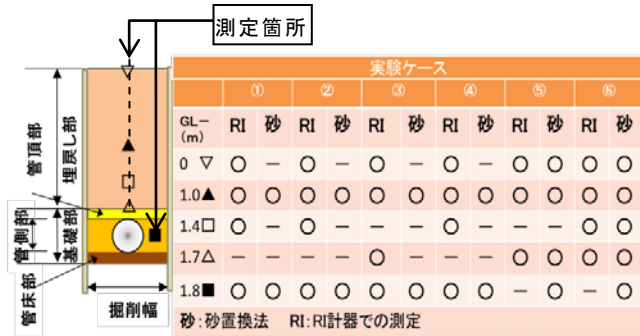 測定箇所
実験ケース
① ② ③ ④ ⑤ ⑥
GL− (m) RI 砂 RI 砂 RI 砂 RI 砂 RI 砂 RI 砂
0 ▽ ○ − ○ − ○ − ○ − ○ ○ ○ ○
1.0▲ ○ ○ ○ ○ ○ ○ ○ ○ ○ ○ ○ ○
1.4□ ○ − ○ − − − ○ − − − ○ ○
1.7△ − − − − ○ − − − ○ ○ ○ ○
1.8■ ○ ○ ○ ○ ○ ○ ○ ○ − ○ − ○
砂:砂置換法 RI:RI計器での測定
管頂部
埋戻し部
管側部
基礎部
管床部
掘削幅